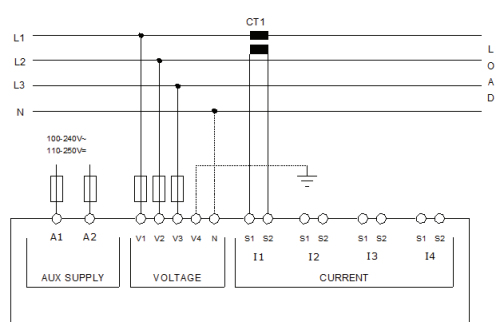 CT1
L1
L2
L3
N
L
O
A
D
100-240V~
110-250V=
A1 A2 V1 V2 V3 V4 N S1 S2 S1 S2 S1 S2 S1 S2
I1 I2 I3 I4
AUX SUPPLY VOLTAGE CURRENT